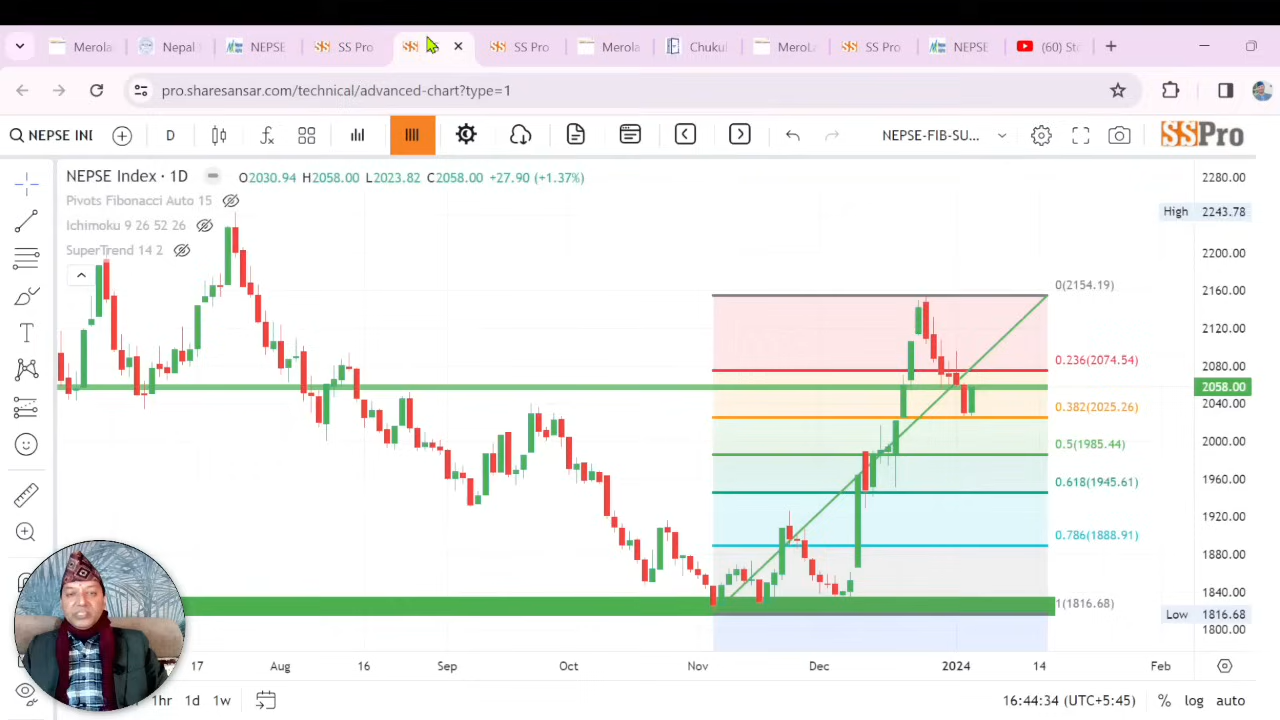 Merola
Nepal
NEPSE
SS Pro
SS
SS Pro
Merola
Chukul
MeroLa
SS Pro
NEPSE
(60) Sto
pro.sharesansar.com/technical/advanced-chart?type=1
NEPSE INI
D
NEPSE-FIB-SU...
SSPro
NEPSE Index · 1D
O2030.94 H2058.00 L2023.82 C2058.00 +27.90 (+1.37%)
Pivots Fibonacci Auto 15
Ichimoku 9 26 52 26
SuperTrend 14 2
2280.00
High 2243.78
2200.00
2160.00
2120.00
2080.00
2058.00
2040.00
2000.00
1960.00
1920.00
1880.00
1840.00
Low 1816.68
1800.00
0(2154.19)
0.236(2074.54)
0.382(2025.26)
0.5(1985.44)
0.618(1945.61)
0.786(1888.91)
1(1816.68)
17 Aug 16 Sep Oct Nov Dec 2024 14 Feb
1hr 1d 1w
16:44:34 (UTC+5:45) % log auto